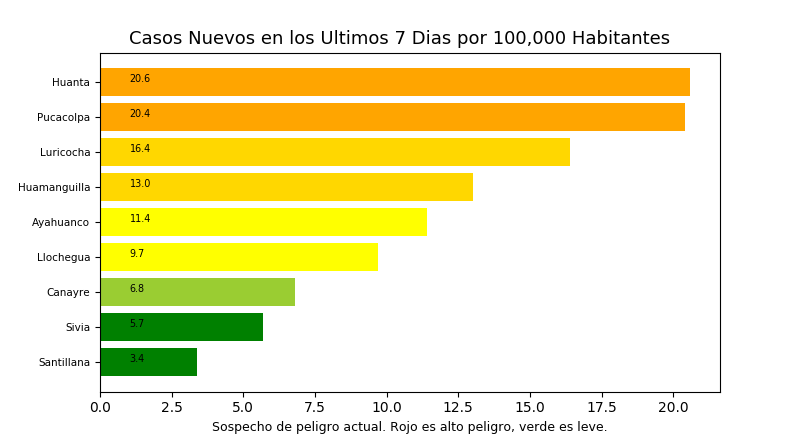 Casos Nuevos en los Ultimos 7 Dias por 100,000 Habitantes
Huanta 20.6
Pucacolpa 20.4
Luricocha 16.4
Huamanguilla 13.0
Ayahuanco 11.4
Llochegua 9.7
Canayre 6.8
Sivia 5.7
Santillana 3.4
0.0 2.5 5.0 7.5 10.0 12.5 15.0 17.5 20.0
Sospecho de peligro actual. Rojo es alto peligro, verde es leve.